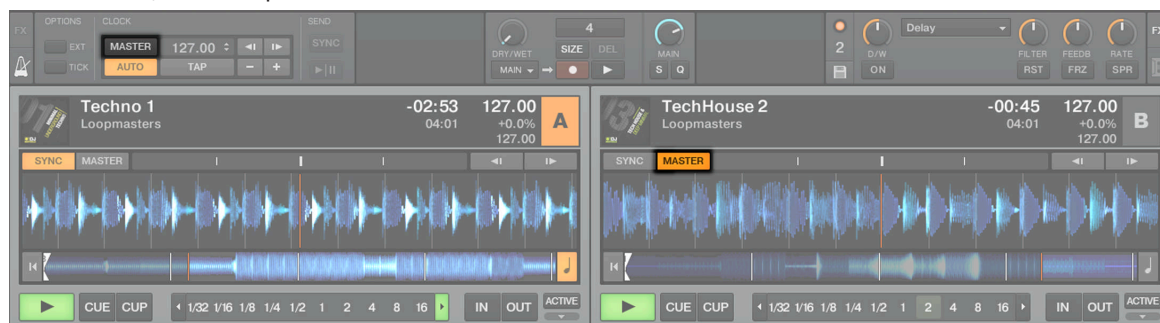 FX OPTIONS CLOCK SEND
EXT MASTER 127.00 SYNC
TICK AUTO TAP − +
DRY/WET 4 MAIN
SIZE DEL
MAIN S Q
2 D/W Delay FILTER FEEDB RATE
ON RST FRZ SPR
Techno 1 -02:53 127.00 A
Loopmasters 04:01 +0.0%
127.00
SYNC MASTER
CUE CUP 1/32 1/16 1/8 1/4 1/2 1 2 4 8 16 IN OUT ACTIVE
TechHouse 2 -00:45 127.00 B
Loopmasters 04:01 +0.0%
127.00
SYNC MASTER
CUE CUP 1/32 1/16 1/8 1/4 1/2 1 2 4 8 16 IN OUT ACTIVE